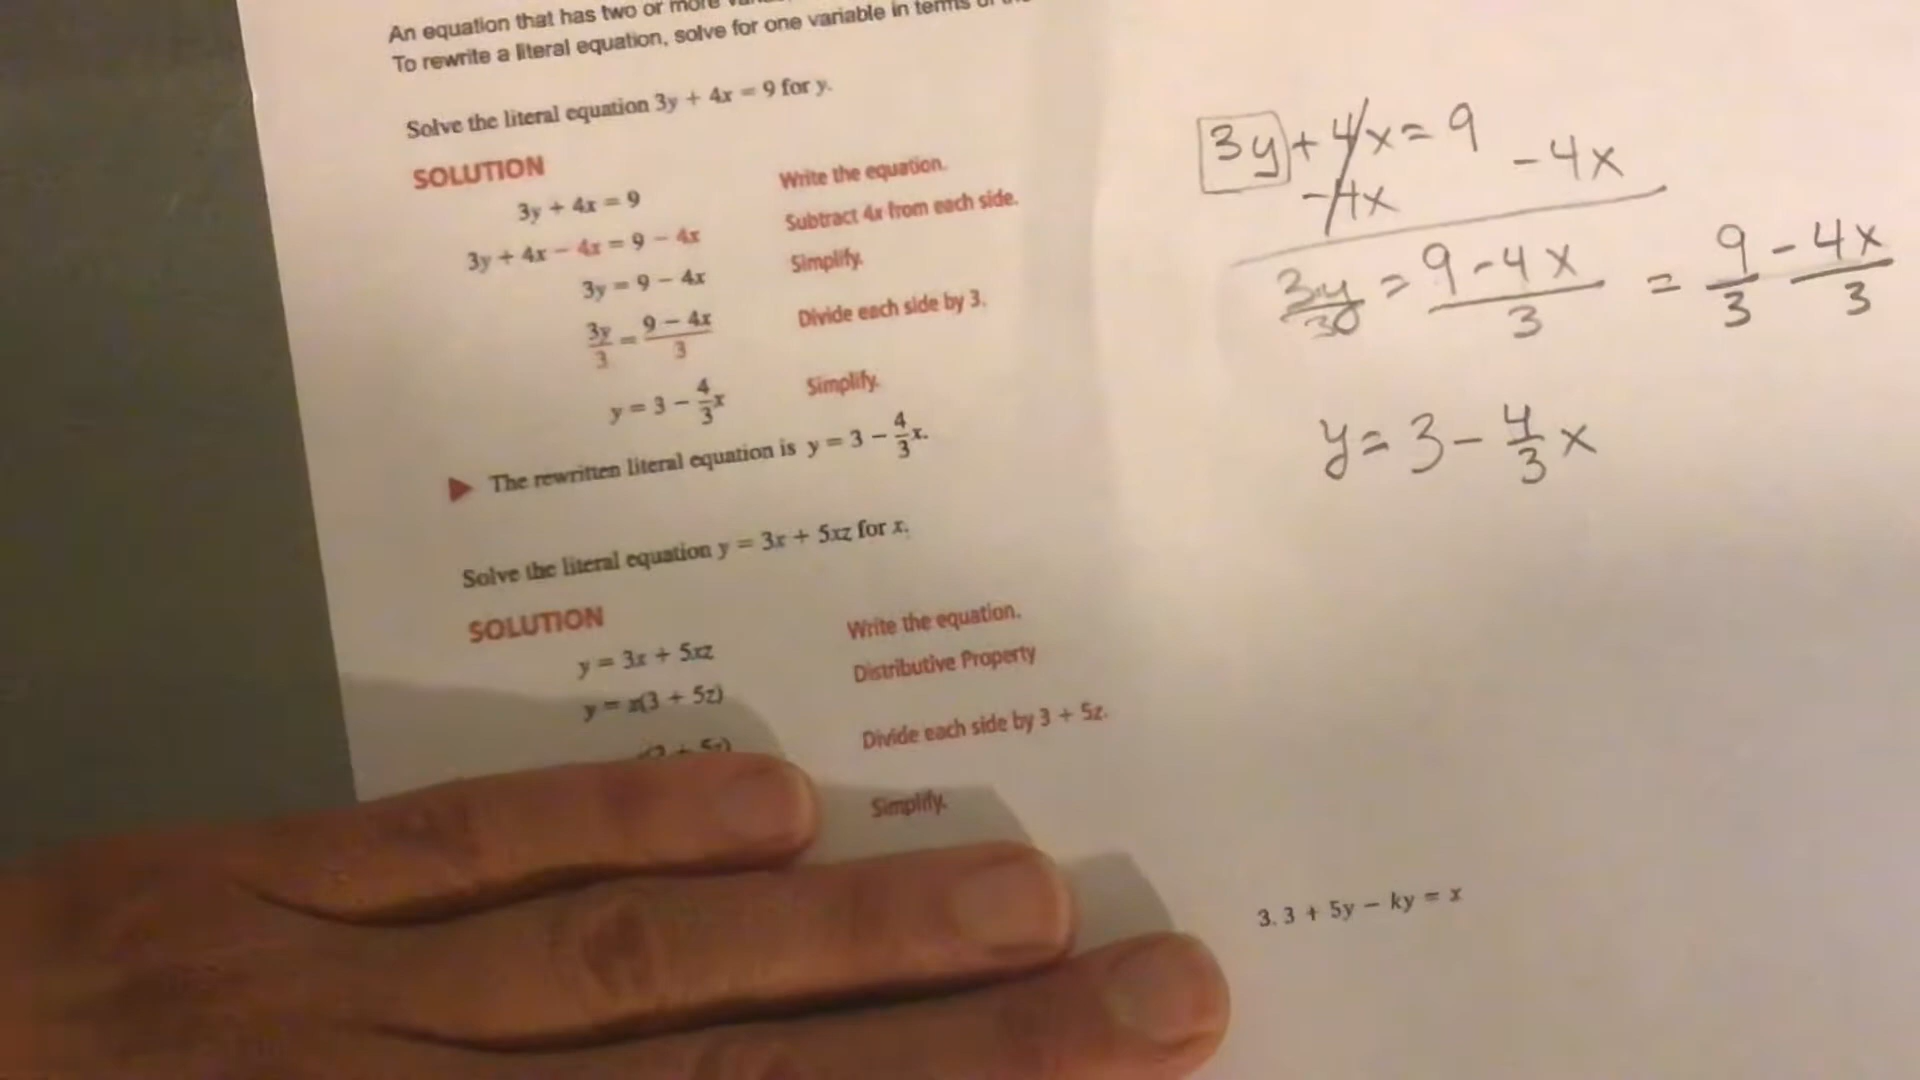 An equation that has two or more
To rewrite a literal equation, solve for one variable in terms of
Solve the literal equation 3y + 4x = 9 for y.
SOLUTION
3y + 4x = 9 Write the equation.
3y + 4x − 4x = 9 − 4x Subtract 4x from each side.
3y = 9 − 4x Simplify.
3y/3 = (9 − 4x)/3 Divide each side by 3.
y = 3 − 4/3 x Simplify.
The rewritten literal equation is y = 3 − 4/3 x.
Solve the literal equation y = 3x + 5xz for x.
SOLUTION
y = 3x + 5xz Write the equation.
y = x(3 + 5z) Distributive Property
Divide each side by 3 + 5z.
Simplify.
3y + 4x = 9 − 4x
−4x
3y/3 = (9 − 4x)/3 = 9/3 − 4x/3
y = 3 − 4/3 x
3. 3 + 5y − ky = x